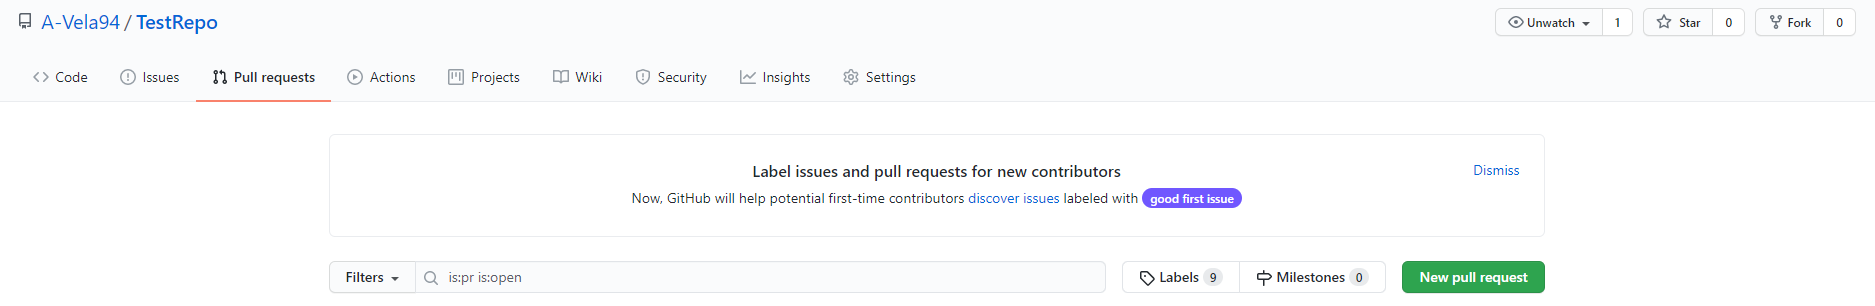 A-Vela94 / TestRepo
Unwatch 1 Star 0 Fork 0
Code Issues Pull requests Actions Projects Wiki Security Insights Settings
Label issues and pull requests for new contributors
Dismiss
Now, GitHub will help potential first-time contributors discover issues labeled with good first issue
Filters is:pr is:open Labels 9 Milestones 0 New pull request